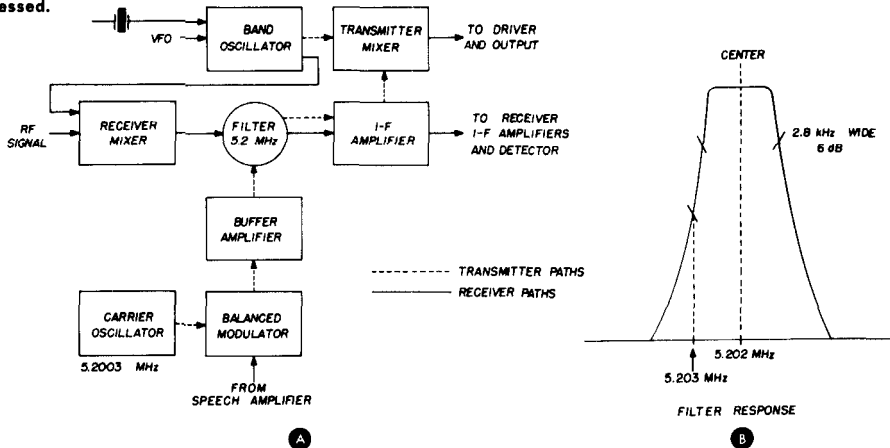 essed.
VFO
BAND
OSCILLATOR
TRANSMITTER
MIXER
TO DRIVER
AND OUTPUT
RF
SIGNAL
RECEIVER
MIXER
FILTER
5.2 MHz
I-F
AMPLIFIER
TO RECEIVER
I-F AMPLIFIERS
AND DETECTOR
BUFFER
AMPLIFIER
TRANSMITTER PATHS
RECEIVER PATHS
CARRIER
OSCILLATOR
BALANCED
MODULATOR
5.2003 MHz
FROM
SPEECH AMPLIFIER
A
CENTER
2.8 kHz WIDE
6 dB
5.202 MHz
5.203 MHz
FILTER RESPONSE
B